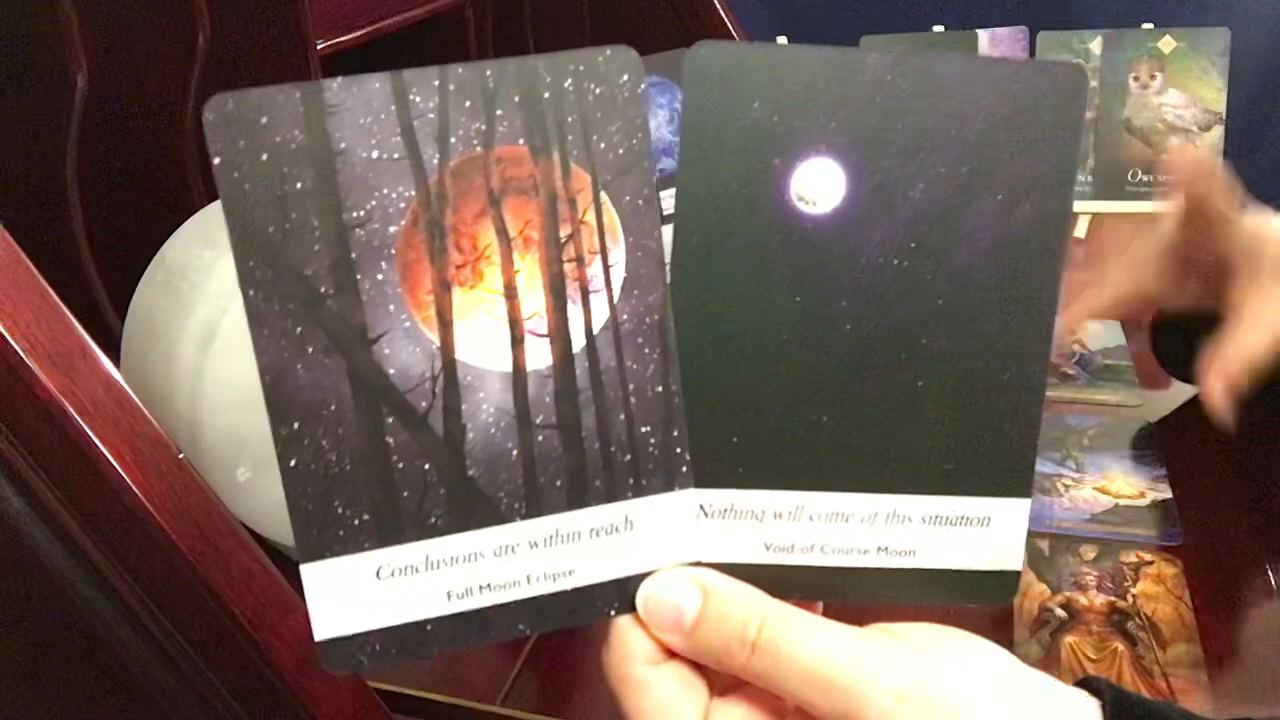 Conclusions are within reach
Full Moon Eclipse
Nothing will come of this situation
Void of Course Moon